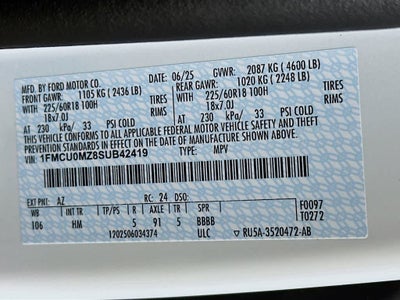 MFD. BY FORD MOTOR CO. 06/25 GVWR: 2087 KG ( 4600 LB)
FRONT GAWR: 1105 KG ( 2436 LB) REAR GAWR: 1020 KG ( 2248 LB)
WITH WITH
225/60R18 100H TIRES 225/60R18 100H TIRES
18x7.0J RIMS 18x7.0J RIMS
AT 230 kPa/ 33 PSI COLD AT 230 kPa/ 33 PSI COLD
THIS VEHICLE CONFORMS TO ALL APPLICABLE FEDERAL MOTOR VEHICLE SAFETY AND THEFT
PREVENTION STANDARDS IN EFFECT ON THE DATE OF MANUFACTURE SHOWN ABOVE.
VIN: 1FMCU0MZ8SUB42419 TYPE: MPV
EXT PNT: AZ RC: 24 DSO:
WB INT TR TP/PS R AXLE TR SPR F0097
106 HM 5 91 5 BBBB T0272
1202506034374 ULC RU5A-3520472-AB